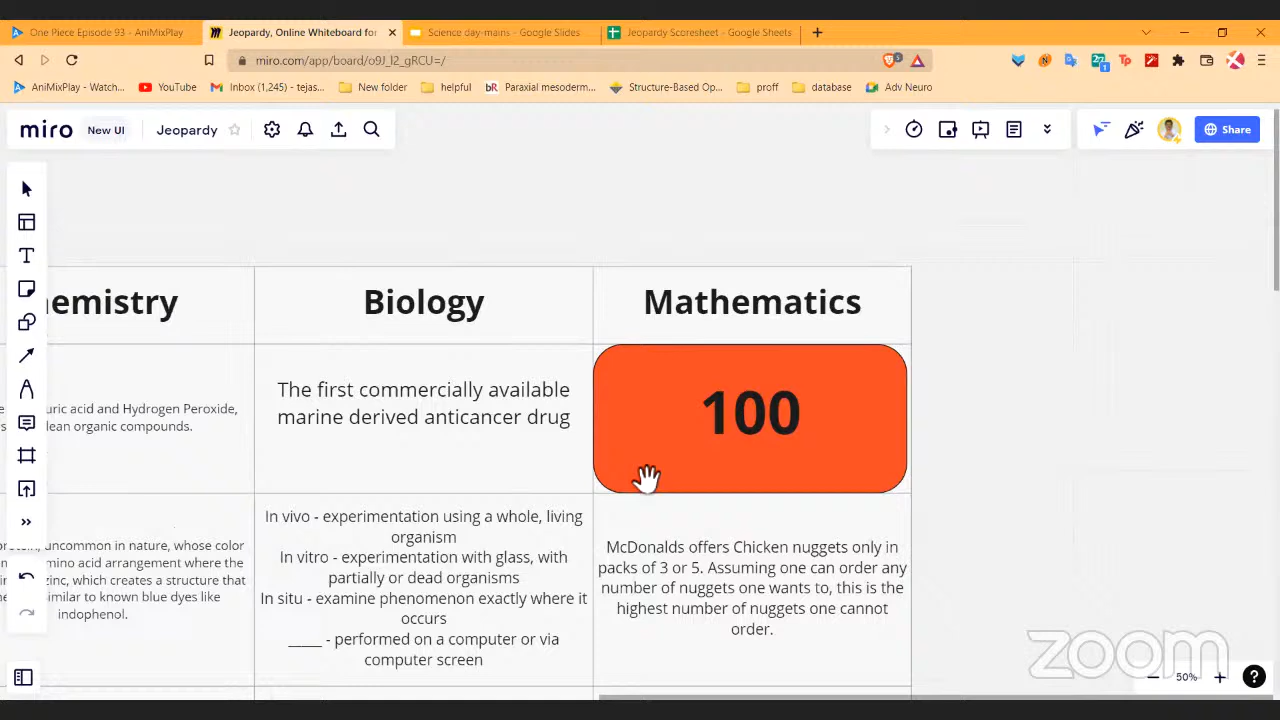 One Piece Episode 93 - AniMixPlay
Jeopardy, Online Whiteboard for
Science day-mains - Google Slides
Jeopardy Scoresheet - Google Sheets
miro.com/app/board/o9J_l2_gRCU=/
AniMixPlay - Watch...
YouTube
Inbox (1,245) - tejas...
New folder
helpful
bR Paraxial mesoderm...
Structure-Based Op...
proff
database
Adv Neuro
miro
New UI
Jeopardy
Share
emistry
Biology
Mathematics
uric acid and Hydrogen Peroxide,
lean organic compounds.
The first commercially available
marine derived anticancer drug
100
uncommon in nature, whose color
mino acid arrangement where the
zinc, which creates a structure that
similar to known blue dyes like
indophenol.
In vivo - experimentation using a whole, living
organism
In vitro - experimentation with glass, with
partially or dead organisms
In situ - examine phenomenon exactly where it
occurs
_____ - performed on a computer or via
computer screen
McDonalds offers Chicken nuggets only in
packs of 3 or 5. Assuming one can order any
number of nuggets one wants to, this is the
highest number of nuggets one cannot
order.
zoom
50%